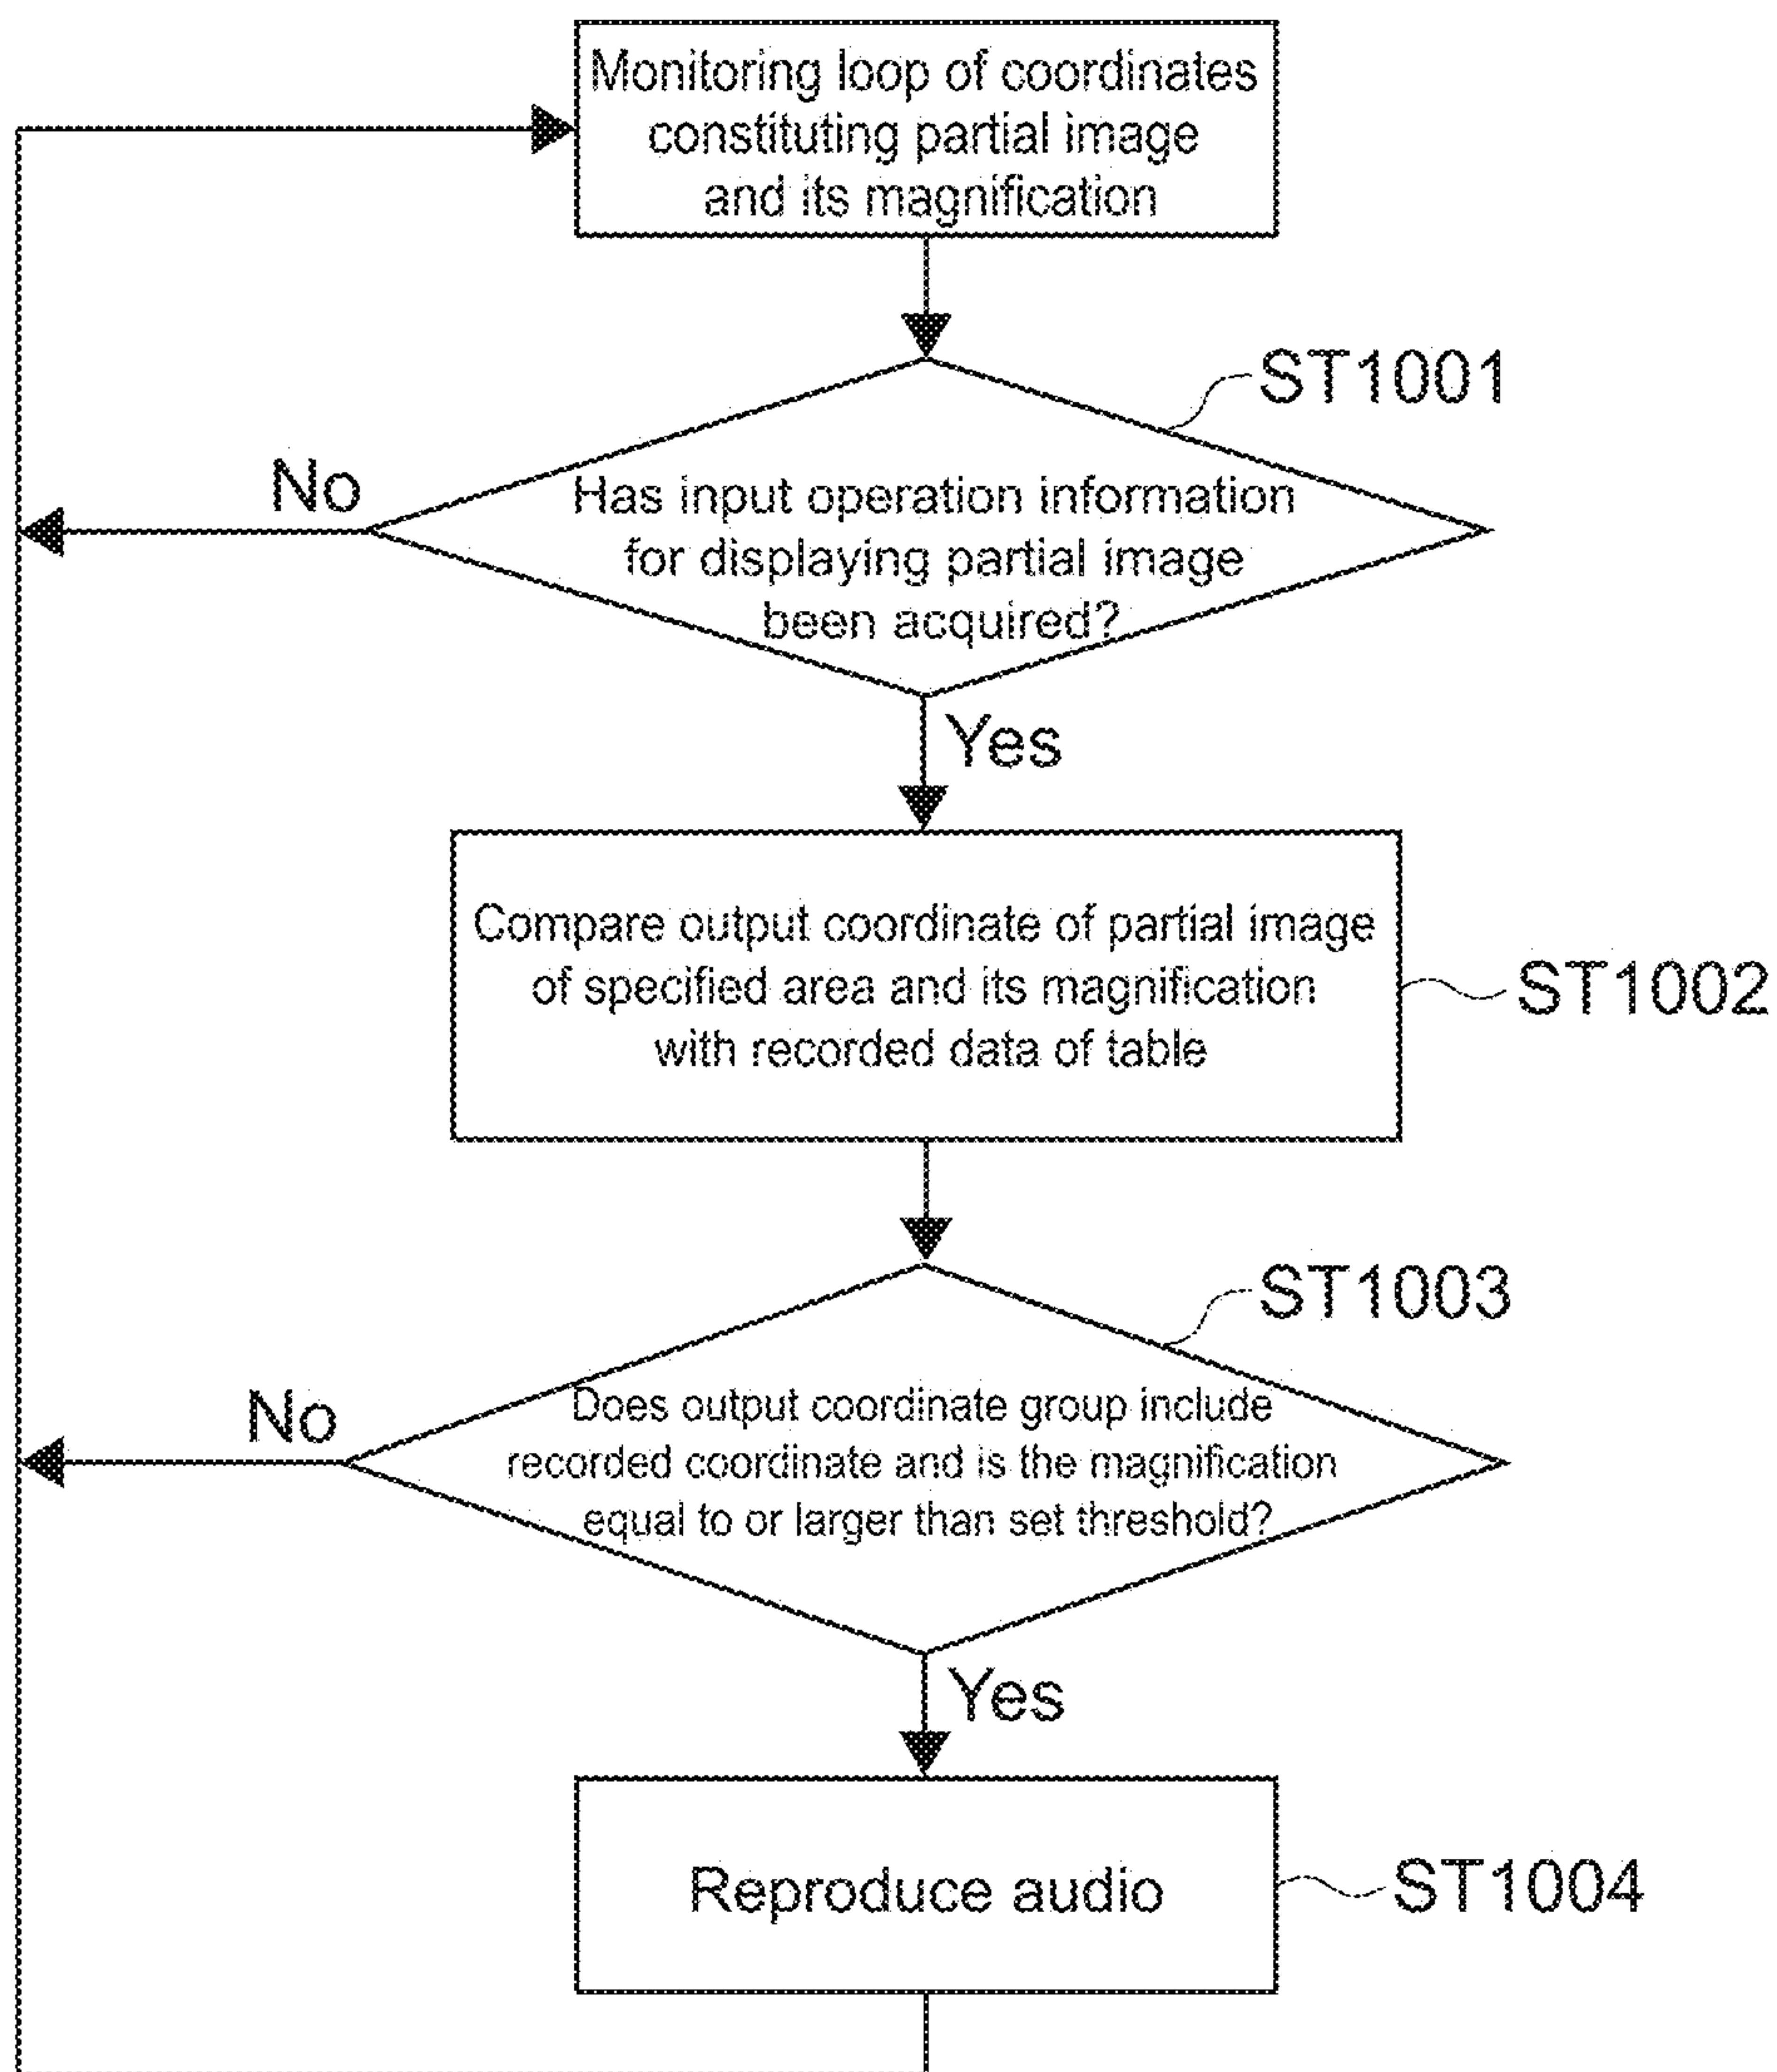 Monitoring loop of coordinates
constituting partial image
and its magnification
ST1001
No
Has input operation information
for displaying partial image
been acquired?
Yes
Compare output coordinate of partial image
of specified area and its magnification
with recorded data of table
ST1002
ST1003
No
Does output coordinate group include
recorded coordinate and is the magnification
equal to or larger than set threshold?
Yes
Reproduce audio
ST1004